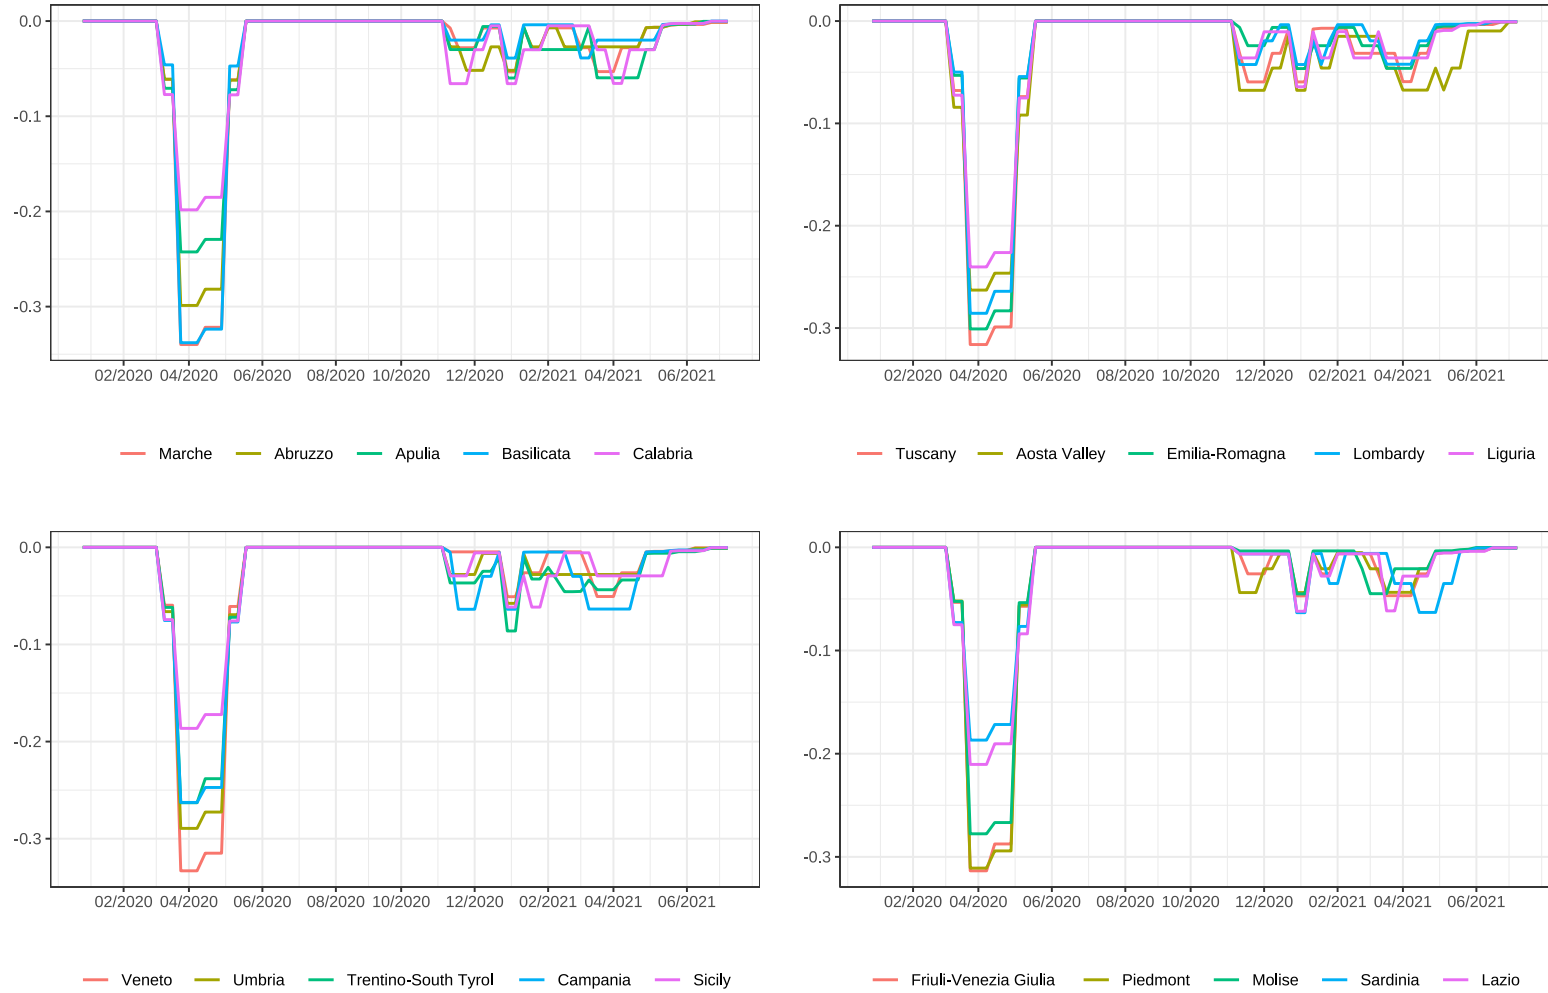 0.0
-0.1
-0.2
-0.3
02/2020 04/2020 06/2020 08/2020 10/2020 12/2020 02/2021 04/2021 06/2021
Marche Abruzzo Apulia Basilicata Calabria
0.0
-0.1
-0.2
-0.3
02/2020 04/2020 06/2020 08/2020 10/2020 12/2020 02/2021 04/2021 06/2021
Tuscany Aosta Valley Emilia-Romagna Lombardy Liguria
0.0
-0.1
-0.2
-0.3
02/2020 04/2020 06/2020 08/2020 10/2020 12/2020 02/2021 04/2021 06/2021
Veneto Umbria Trentino-South Tyrol Campania Sicily
0.0
-0.1
-0.2
-0.3
02/2020 04/2020 06/2020 08/2020 10/2020 12/2020 02/2021 04/2021 06/2021
Friuli-Venezia Giulia Piedmont Molise Sardinia Lazio